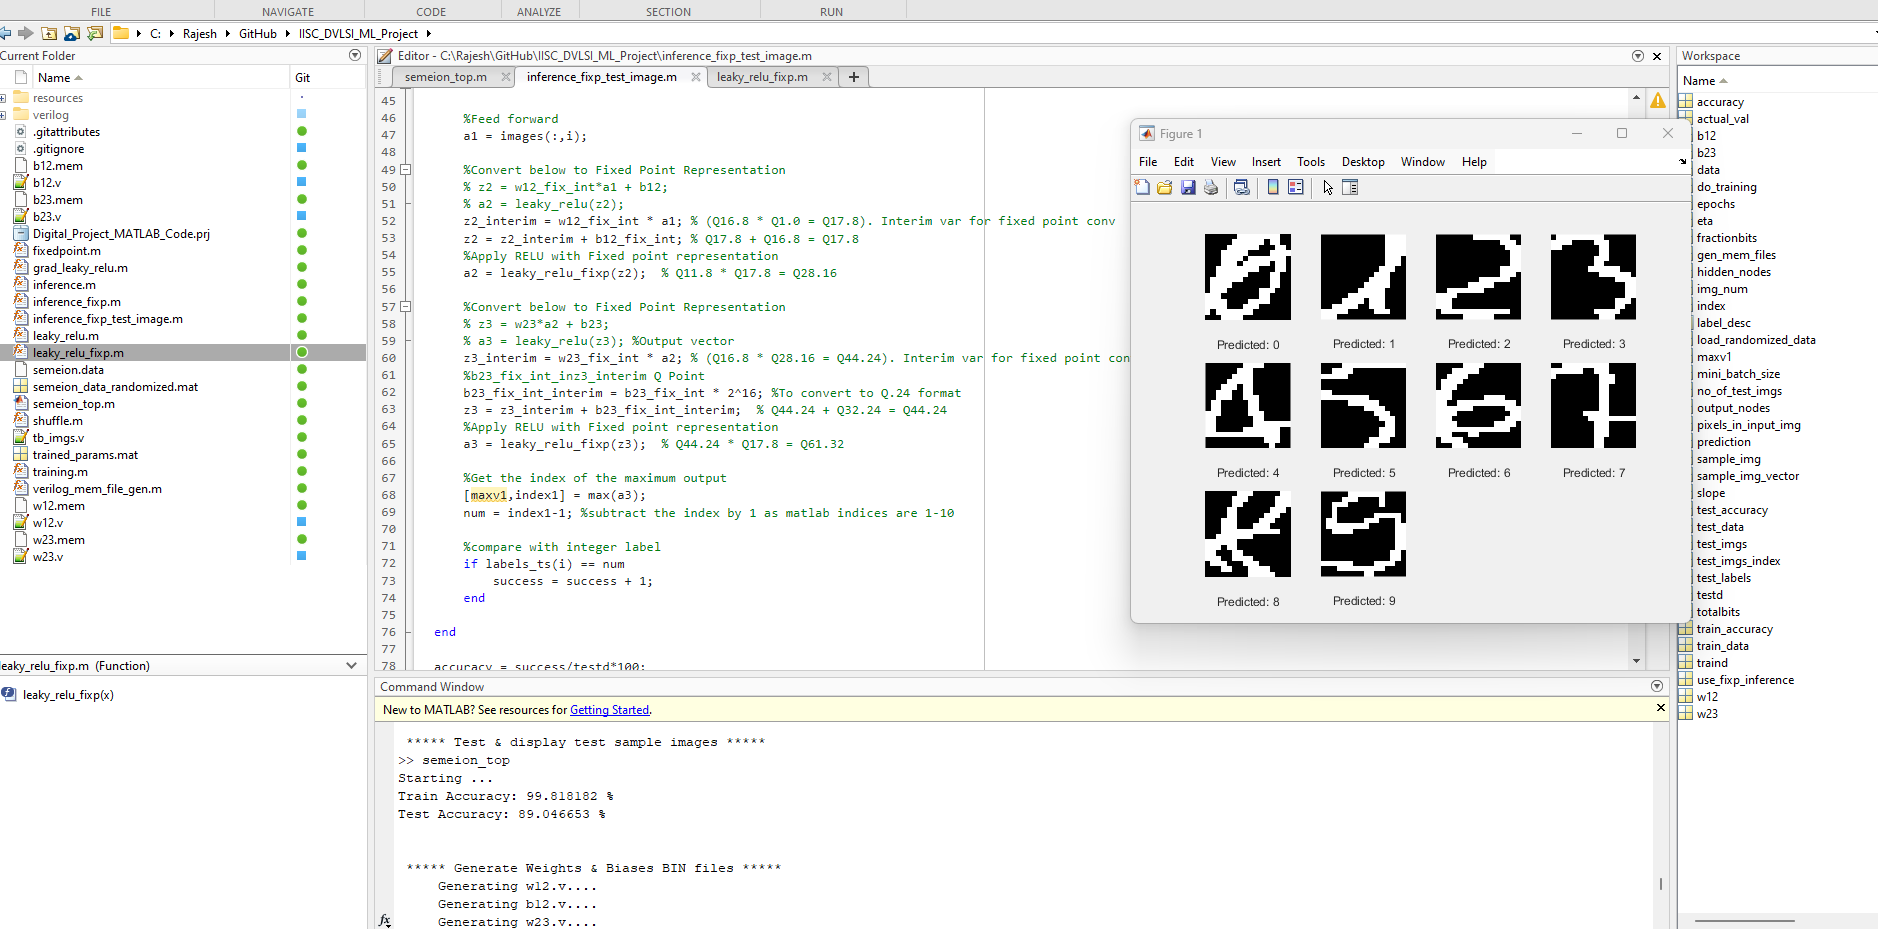 FILE NAVIGATE CODE ANALYZE SECTION RUN
C: Rajesh GitHub IISC_DVLSI_ML_Project
Current Folder
Name Git
resources
verilog
.gitattributes
.gitignore
b12.mem
b12.v
b23.mem
b23.v
Digital_Project_MATLAB_Code.prj
fixedpoint.m
grad_leaky_relu.m
inference.m
inference_fixp.m
inference_fixp_test_image.m
leaky_relu.m
leaky_relu_fixp.m
semeion.data
semeion_data_randomized.mat
semeion_top.m
shuffle.m
tb_imgs.v
trained_params.mat
training.m
verilog_mem_file_gen.m
w12.mem
w12.v
w23.mem
w23.v
eaky_relu_fixp.m (Function)
leaky_relu_fixp(x)
Editor - C:\Rajesh\GitHub\IISC_DVLSI_ML_Project\inference_fixp_test_image.m
semeion_top.m inference_fixp_test_image.m leaky_relu_fixp.m
45
46 %Feed forward
47 a1 = images(:,i);
48
49 %Convert below to Fixed Point Representation
50 % z2 = w12_fix_int*a1 + b12;
51 % a2 = leaky_relu(z2);
52 z2_interim = w12_fix_int * a1; % (Q16.8 * Q1.0 = Q17.8). Interim var for fixed point conv
53 z2 = z2_interim + b12_fix_int; % Q17.8 + Q16.8 = Q17.8
54 %Apply RELU with Fixed point representation
55 a2 = leaky_relu_fixp(z2); % Q11.8 * Q17.8 = Q28.16
56
57 %Convert below to Fixed Point Representation
58 % z3 = w23*a2 + b23;
59 % a3 = leaky_relu(z3); %Output vector
60 z3_interim = w23_fix_int * a2; % (Q16.8 * Q28.16 = Q44.24). Interim var for fixed point con
61 %b23_fix_int_inz3_interim Q Point
62 b23_fix_int_interim = b23_fix_int * 2^16; %To convert to Q.24 format
63 z3 = z3_interim + b23_fix_int_interim; % Q44.24 + Q32.24 = Q44.24
64 %Apply RELU with Fixed point representation
65 a3 = leaky_relu_fixp(z3); % Q44.24 * Q17.8 = Q61.32
66
67 %Get the index of the maximum output
68 [maxv1,index1] = max(a3);
69 num = index1-1; %subtract the index by 1 as matlab indices are 1-10
70
71 %compare with integer label
72 if labels_ts(i) == num
73 success = success + 1;
74 end
75
76 end
77
78 accuracy = success/testd*100;
Figure 1
File Edit View Insert Tools Desktop Window Help
Predicted: 0 Predicted: 1 Predicted: 2 Predicted: 3
Predicted: 4 Predicted: 5 Predicted: 6 Predicted: 7
Predicted: 8 Predicted: 9
Command Window
New to MATLAB? See resources for Getting Started.
***** Test & display test sample images *****
>> semeion_top
Starting ...
Train Accuracy: 99.818182 %
Test Accuracy: 89.046653 %
***** Generate Weights & Biases BIN files *****
Generating w12.v....
Generating b12.v....
Generating w23.v....
fx
Workspace
Name
accuracy
actual_val
b12
b23
data
do_training
epochs
eta
fractionbits
gen_mem_files
hidden_nodes
img_num
index
label_desc
load_randomized_data
maxv1
mini_batch_size
no_of_test_imgs
output_nodes
pixels_in_input_img
prediction
sample_img
sample_img_vector
slope
test_accuracy
test_data
test_imgs
test_imgs_index
test_labels
testd
totalbits
train_accuracy
train_data
traind
use_fixp_inference
w12
w23